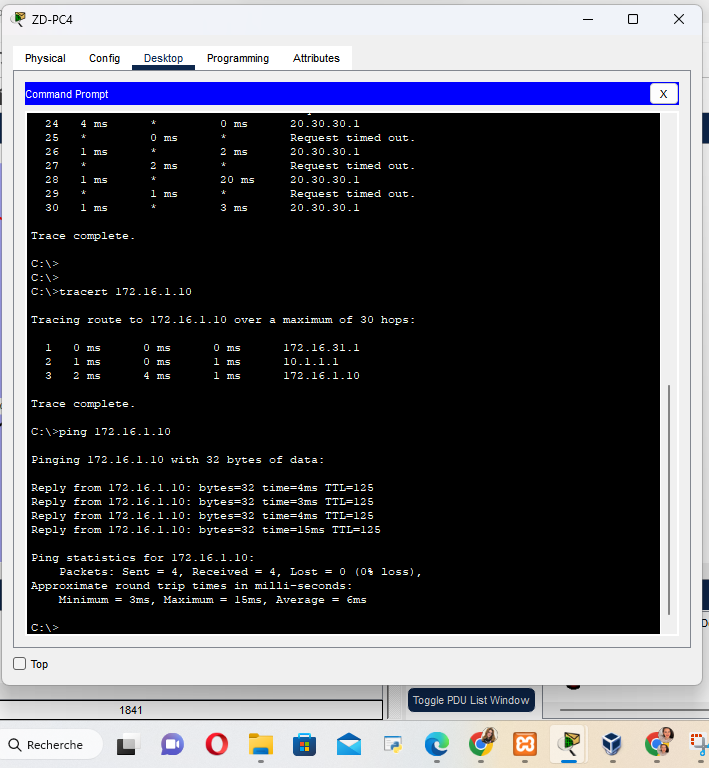 ZD-PC4
Physical Config Desktop Programming Attributes
Command Prompt X
24 4 ms * 0 ms 20.30.30.1
25 * 0 ms * Request timed out.
26 1 ms * 2 ms 20.30.30.1
27 * 2 ms * Request timed out.
28 1 ms * 20 ms 20.30.30.1
29 * 1 ms * Request timed out.
30 1 ms * 3 ms 20.30.30.1
Trace complete.
C:\>
C:\>
C:\>tracert 172.16.1.10
Tracing route to 172.16.1.10 over a maximum of 30 hops:
1 0 ms 0 ms 0 ms 172.16.31.1
2 1 ms 0 ms 1 ms 10.1.1.1
3 2 ms 4 ms 1 ms 172.16.1.10
Trace complete.
C:\>ping 172.16.1.10
Pinging 172.16.1.10 with 32 bytes of data:
Reply from 172.16.1.10: bytes=32 time=4ms TTL=125
Reply from 172.16.1.10: bytes=32 time=3ms TTL=125
Reply from 172.16.1.10: bytes=32 time=4ms TTL=125
Reply from 172.16.1.10: bytes=32 time=15ms TTL=125
Ping statistics for 172.16.1.10:
Packets: Sent = 4, Received = 4, Lost = 0 (0% loss),
Approximate round trip times in milli-seconds:
Minimum = 3ms, Maximum = 15ms, Average = 6ms
C:\>
Top
1841
Toggle PDU List Window
Recherche